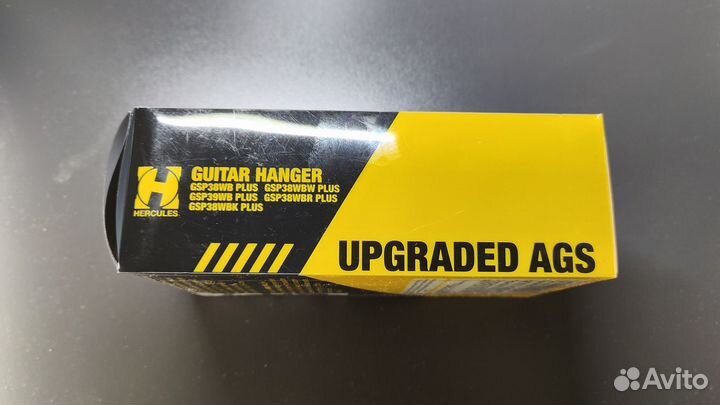 GUITAR HANGER
GSP38WB PLUS GSP38WBW PLUS
GSP39WB PLUS GSP38WBR PLUS
GSP38WBK PLUS
HERCULES
UPGRADED AGS
Avito